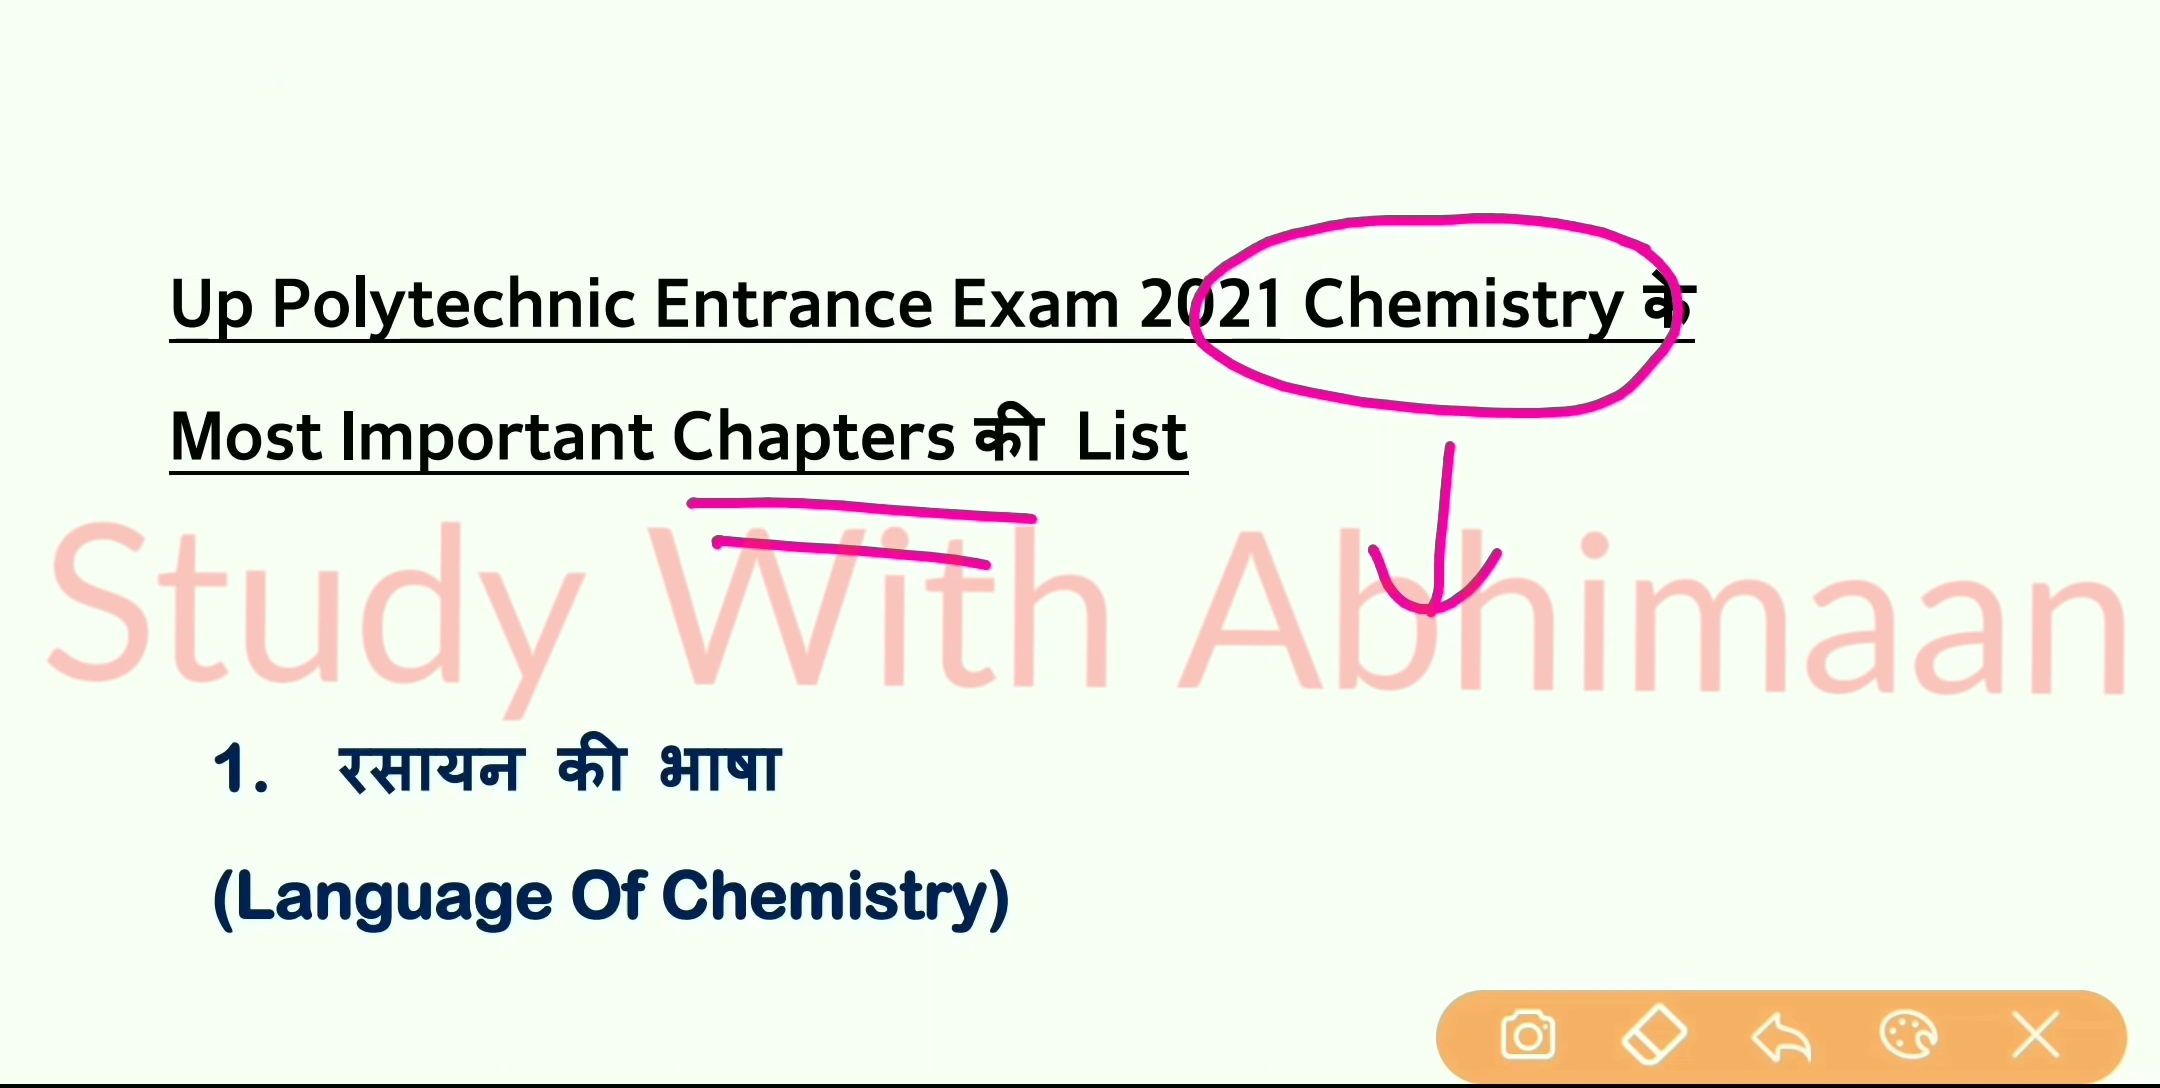 Up Polytechnic Entrance Exam 2021 Chemistry के
Most Important Chapters की List
Study With Abhimaan
1. रसायन की भाषा
(Language Of Chemistry)